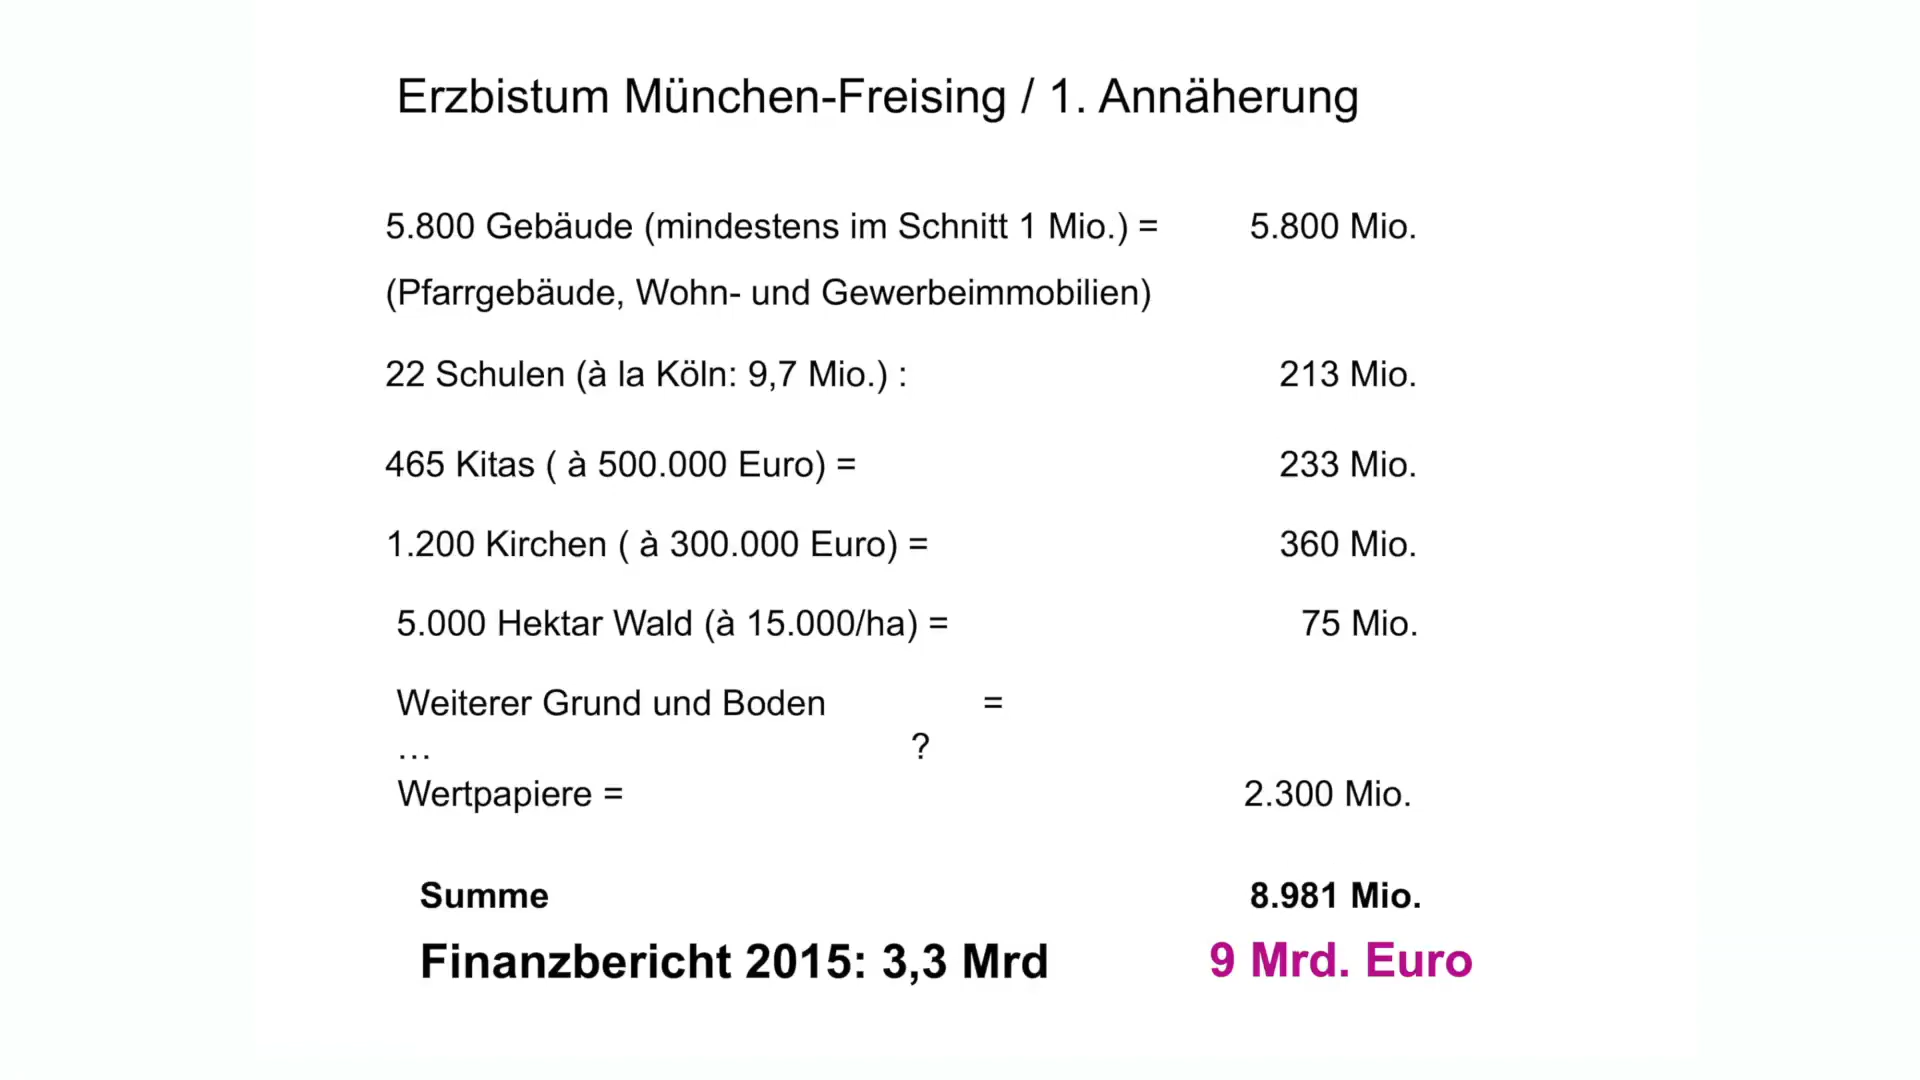 Erzbistum München-Freising / 1. Annäherung
5.800 Gebäude (mindestens im Schnitt 1 Mio.) = 5.800 Mio.
(Pfarrgebäude, Wohn- und Gewerbeimmobilien)
22 Schulen (à la Köln: 9,7 Mio.) : 213 Mio.
465 Kitas ( à 500.000 Euro) = 233 Mio.
1.200 Kirchen ( à 300.000 Euro) = 360 Mio.
5.000 Hektar Wald (à 15.000/ha) = 75 Mio.
Weiterer Grund und Boden =
… ?
Wertpapiere = 2.300 Mio.
Summe 8.981 Mio.
Finanzbericht 2015: 3,3 Mrd 9 Mrd. Euro